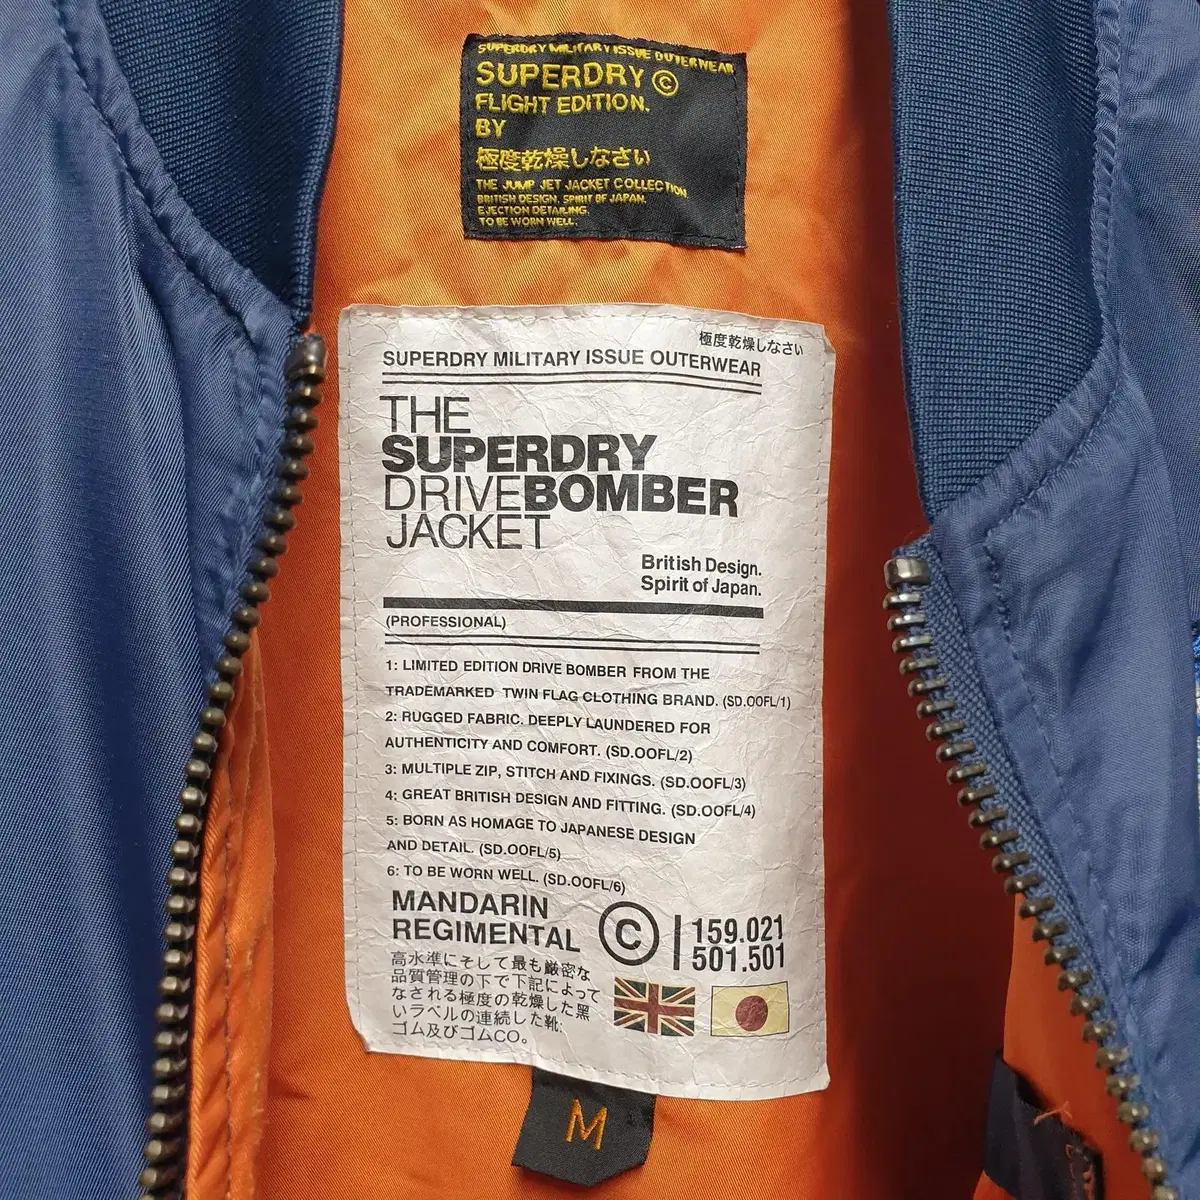 SUPERDRY MILITARY ISSUE OUTERWEAR
SUPERDRY ©
FLIGHT EDITION.
BY
極度乾燥しなさい
THE JUMP JET JACKET COLLECTION.
BRITISH DESIGN. SPIRIT OF JAPAN.
EJECTION DETAILING.
TO BE WORN WELL.
極度乾燥しなさい
SUPERDRY MILITARY ISSUE OUTERWEAR
THE
SUPERDRY
DRIVEBOMBER
JACKET
British Design.
Spirit of Japan.
(PROFESSIONAL)
1: LIMITED EDITION DRIVE BOMBER FROM THE
TRADEMARKED TWIN FLAG CLOTHING BRAND. (SD.OOFL/1)
2: RUGGED FABRIC. DEEPLY LAUNDERED FOR
AUTHENTICITY AND COMFORT. (SD.OOFL/2)
3: MULTIPLE ZIP, STITCH AND FIXINGS. (SD.OOFL/3)
4: GREAT BRITISH DESIGN AND FITTING. (SD.OOFL/4)
5: BORN AS HOMAGE TO JAPANESE DESIGN
AND DETAIL. (SD.OOFL/5)
6: TO BE WORN WELL. (SD.OOFL/6)
MANDARIN
REGIMENTAL
© 159.021
501.501
高水準にそして最も厳密な
品質管理の下で下記によって
なされる極度の乾燥した黒
いラベルの連続した靴:
ゴム及びゴムCO。
M